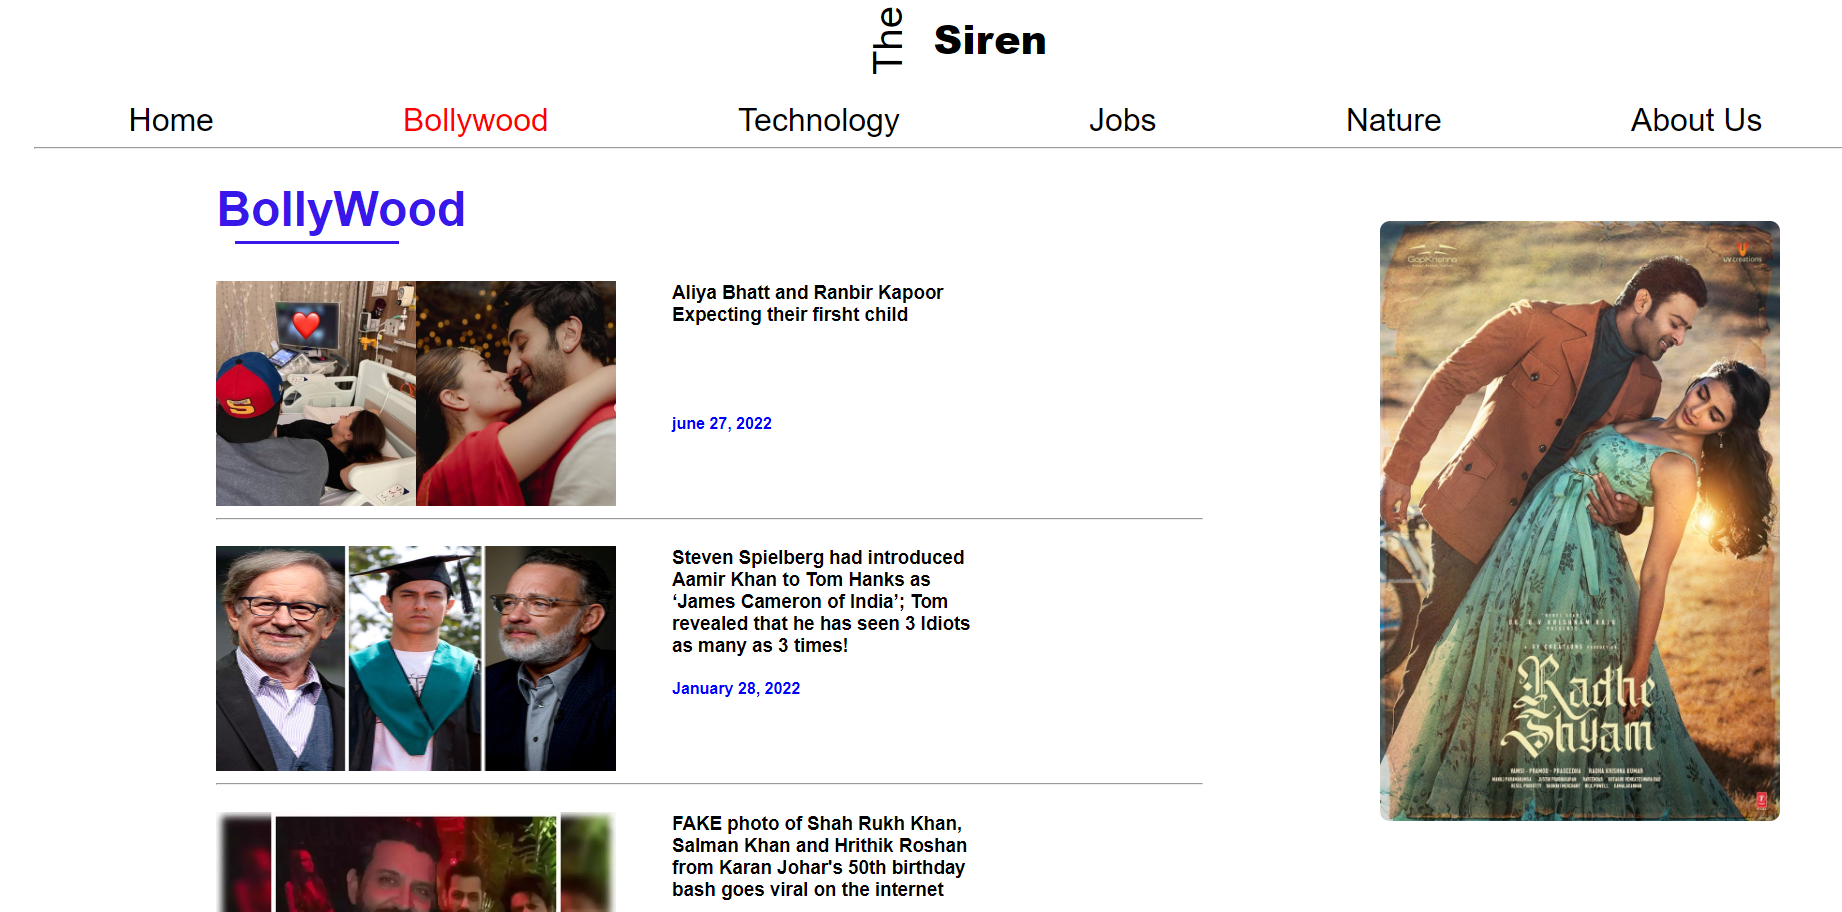 The Siren
Home Bollywood Technology Jobs Nature About Us
BollyWood
Aliya Bhatt and Ranbir Kapoor
Expecting their firsht child
june 27, 2022
Steven Spielberg had introduced
Aamir Khan to Tom Hanks as
‘James Cameron of India’; Tom
revealed that he has seen 3 Idiots
as many as 3 times!
January 28, 2022
FAKE photo of Shah Rukh Khan,
Salman Khan and Hrithik Roshan
from Karan Johar's 50th birthday
bash goes viral on the internet
GopiKrishna
UV creations
Radhe
Shyam